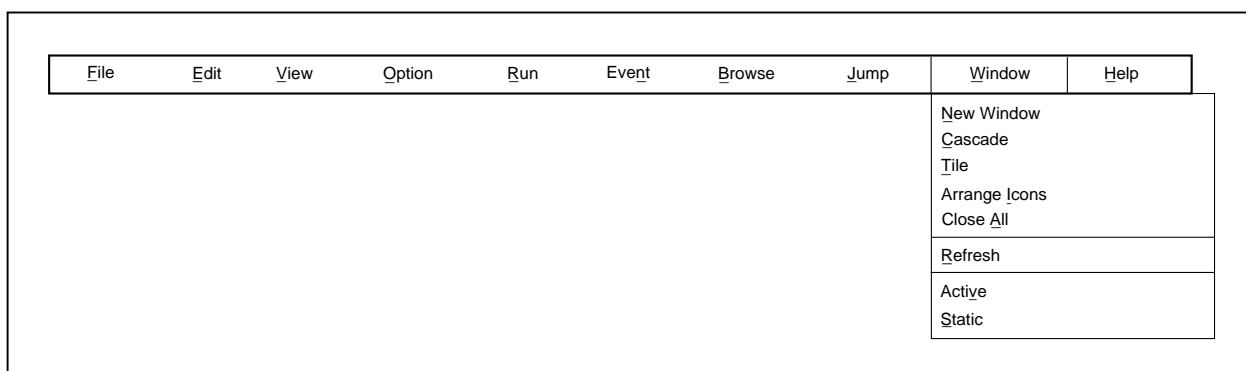 File Edit View Option Run Event Browse Jump Window Help
New Window
Cascade
Tile
Arrange Icons
Close All
Refresh
Active
Static